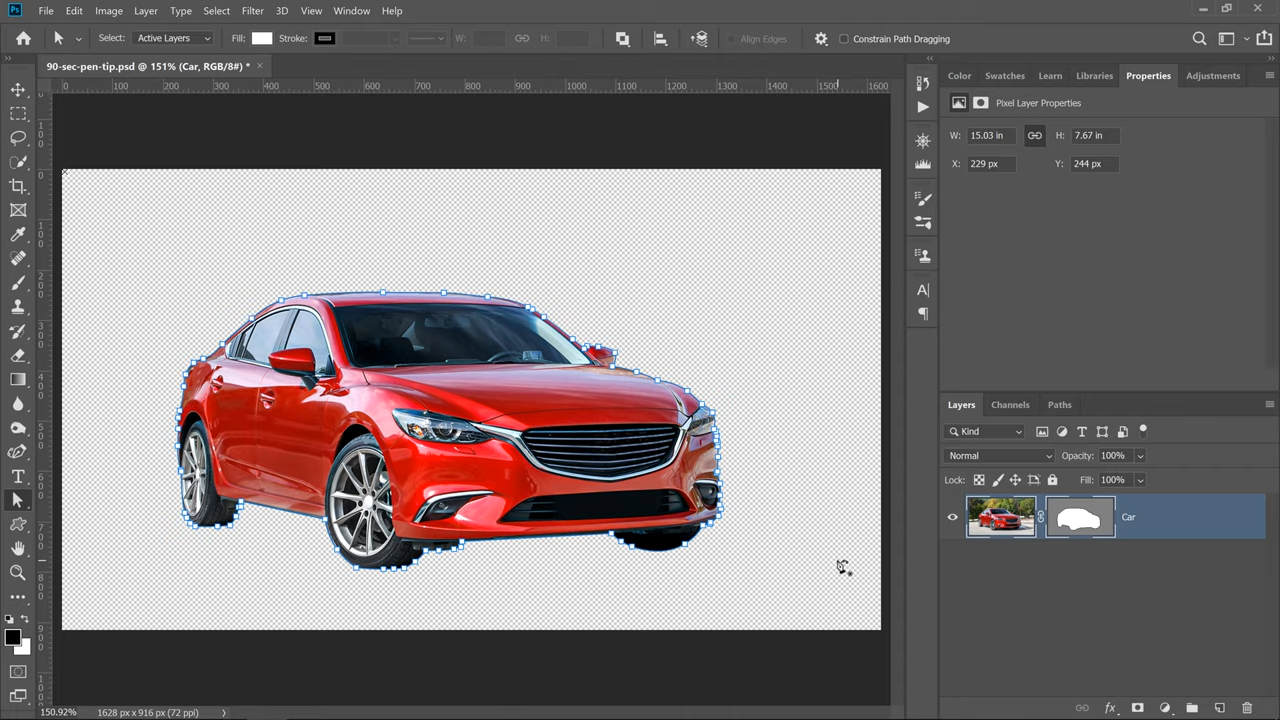 Ps File Edit Image Layer Type Select Filter 3D View Window Help
Select: Active Layers Fill: Stroke: W: H: Align Edges Constrain Path Dragging
90-sec-pen-tip.psd @ 151% (Car, RGB/8#) * ×
0 100 200 300 400 500 600 700 800 900 1000 1100 1200 1300 1400 1500 1600
Color Swatches Learn Libraries Properties Adjustments
Pixel Layer Properties
W: 15.03 in H: 7.67 in
X: 229 px Y: 244 px
Layers Channels Paths
Kind
Normal Opacity: 100%
Lock: Fill: 100%
Car
150.92% 1628 px x 916 px (72 ppi)